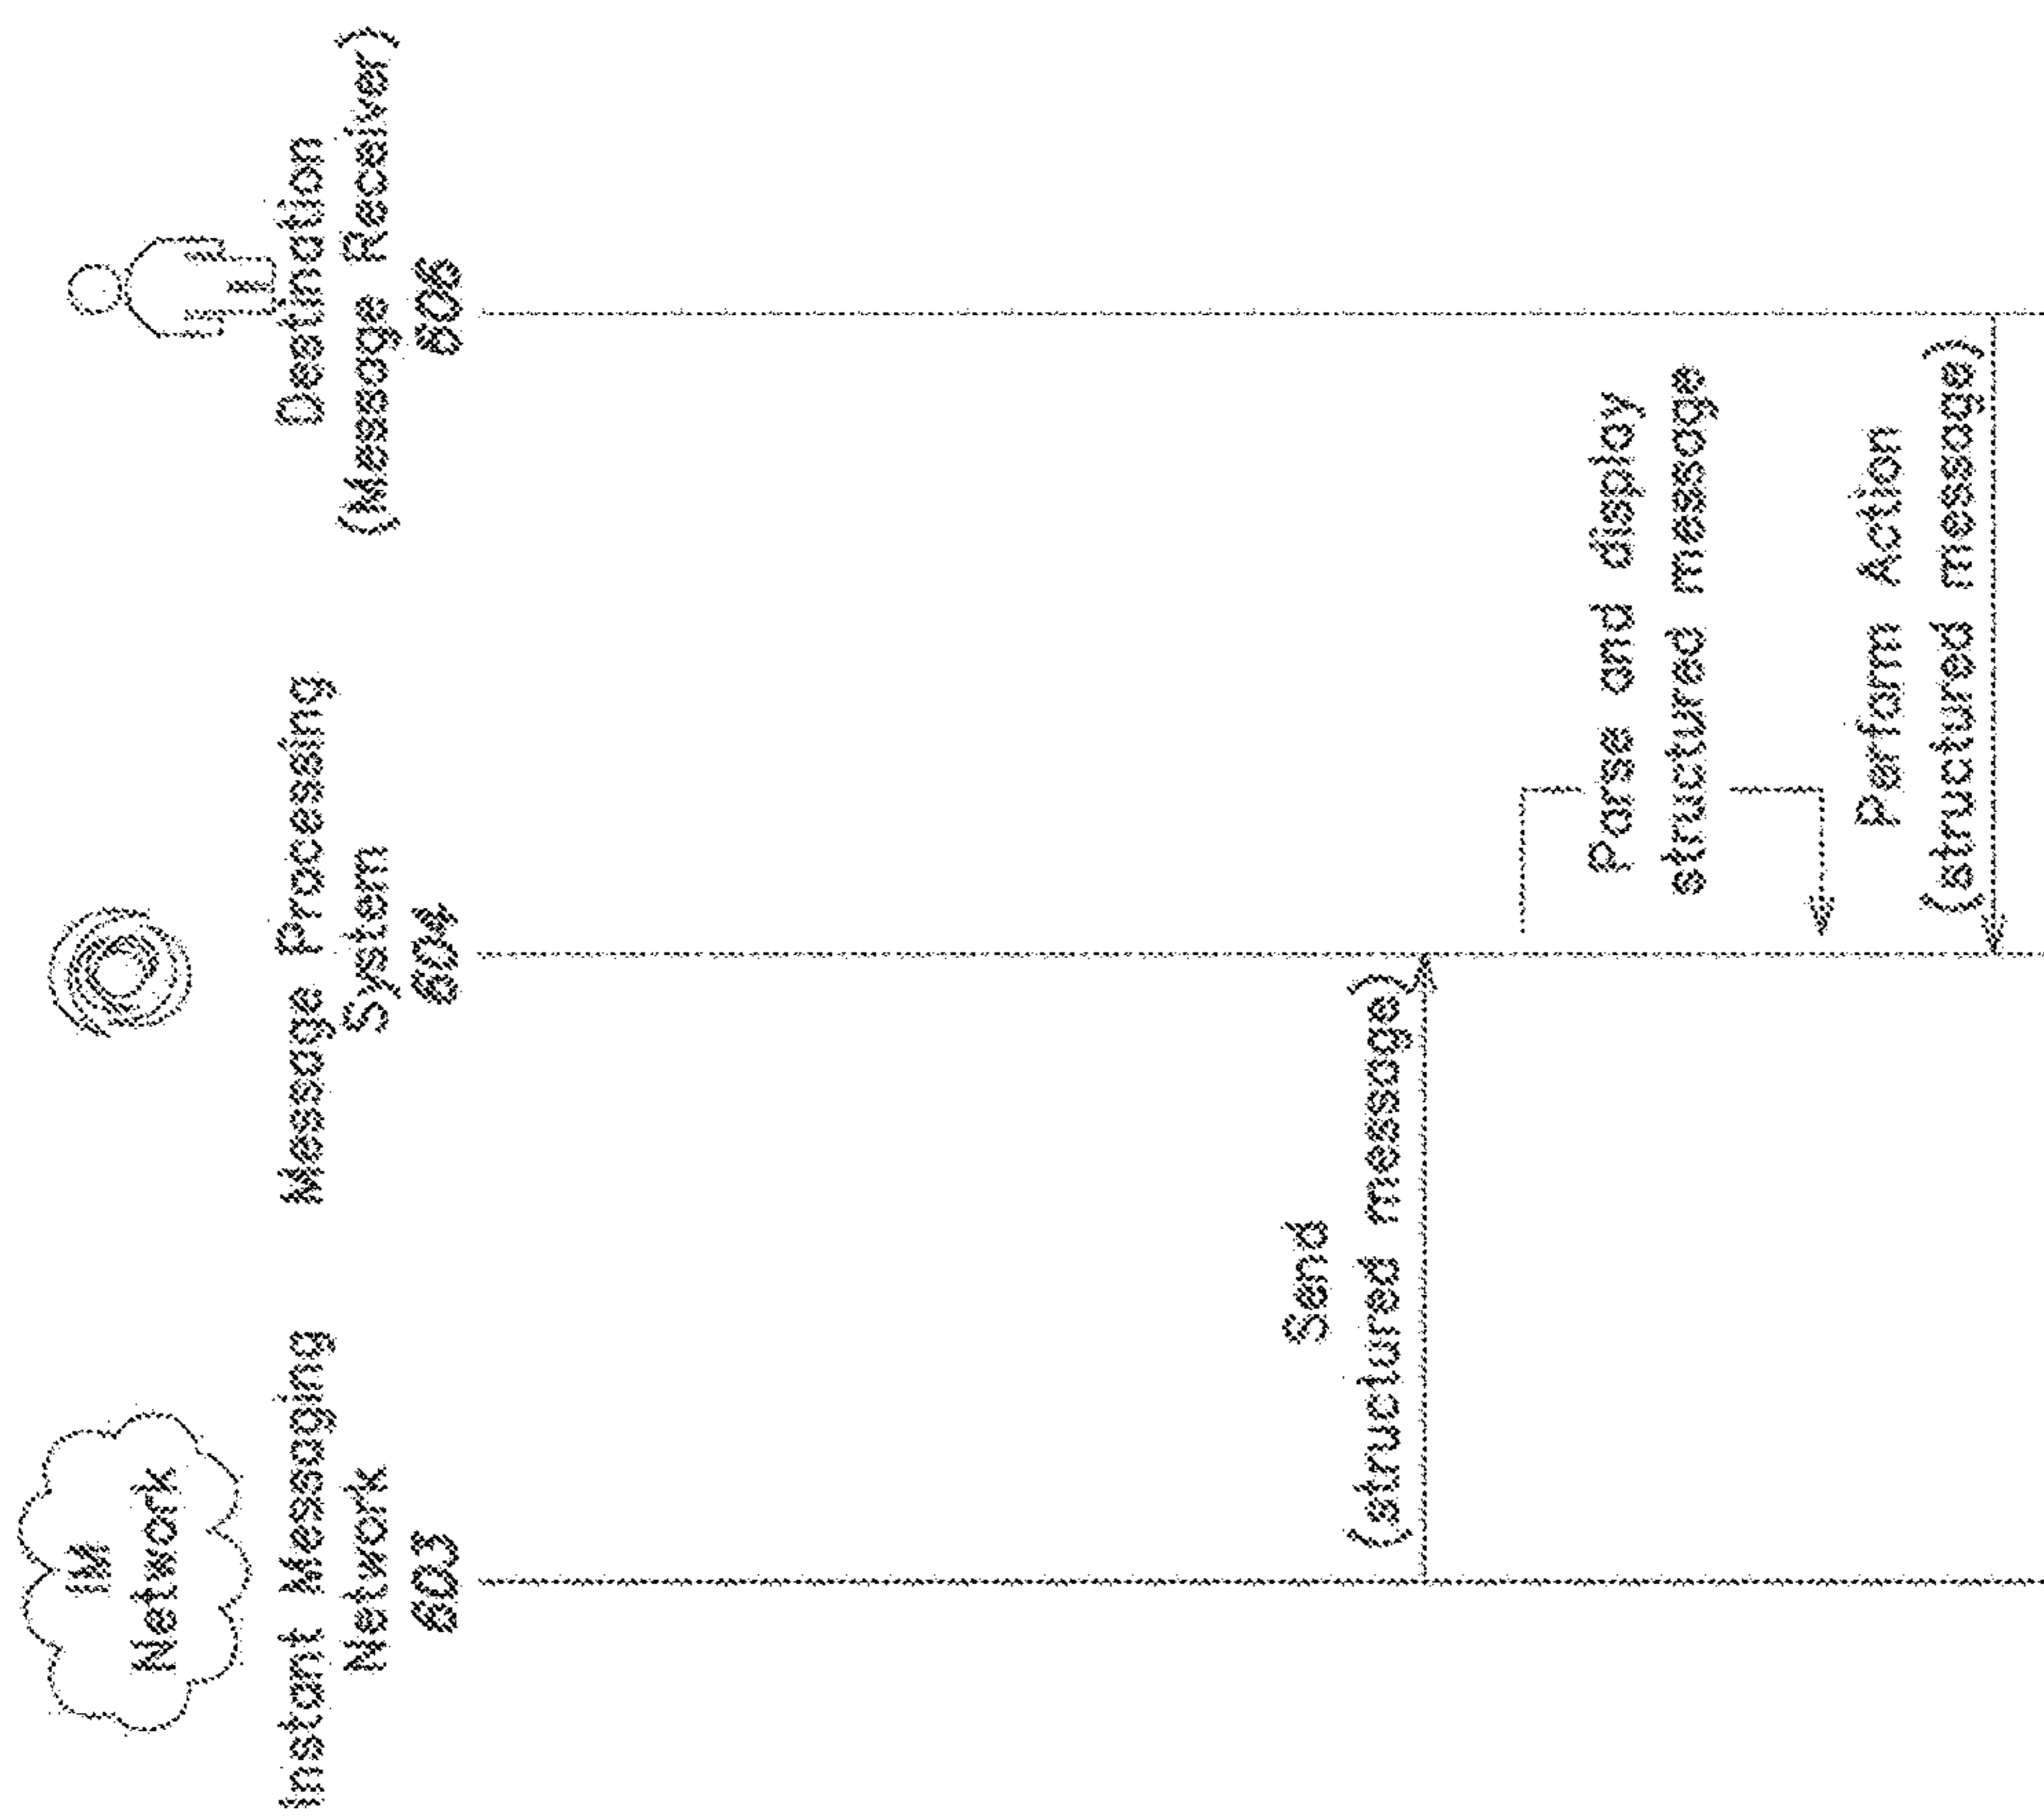 IM
Network
Instant Messaging
Network
603
Message Processing
System
604
Destination
(Message Receiver)
Send
(structured message)
Parse and display
structured message
Perform Action
(structured message)